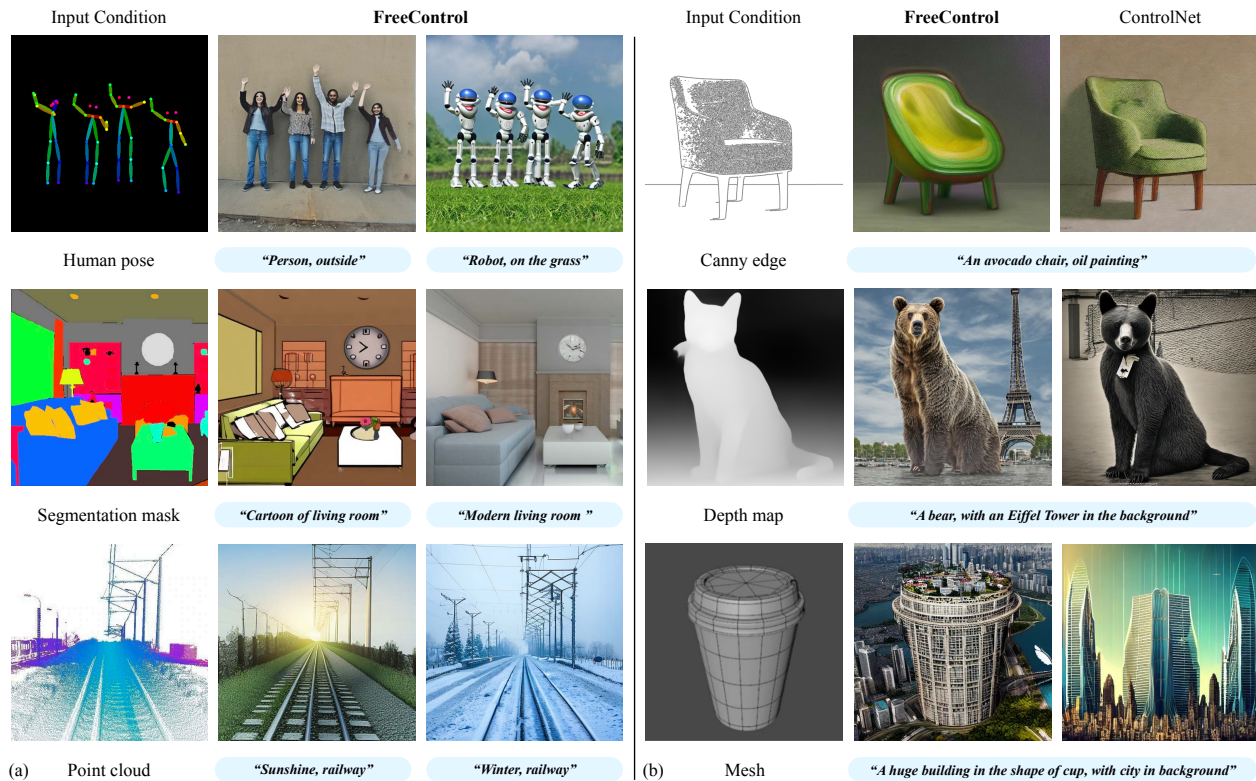 Input Condition
FreeControl
Human pose
“Person, outside”
“Robot, on the grass”
Segmentation mask
“Cartoon of living room”
“Modern living room ”
(a)
Point cloud
“Sunshine, railway”
“Winter, railway”
Input Condition
FreeControl
ControlNet
Canny edge
“An avocado chair, oil painting”
Depth map
“A bear, with an Eiffel Tower in the background”
(b)
Mesh
“A huge building in the shape of cup, with city in background”